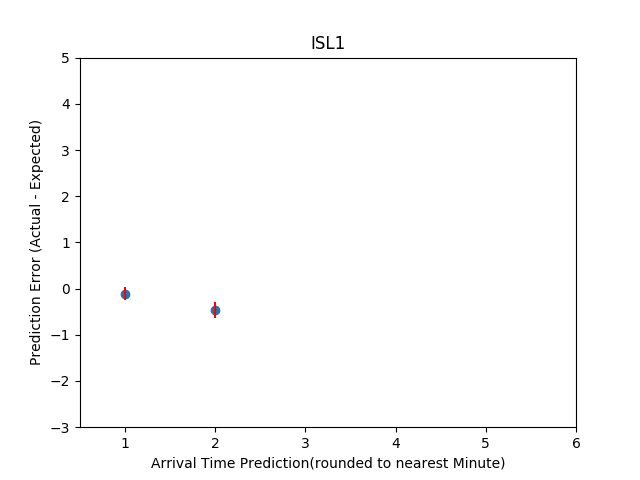 ISL1
5
4
3
2
1
0
−1
−2
−3
Prediction Error (Actual - Expected)
1 2 3 4 5 6
Arrival Time Prediction(rounded to nearest Minute)